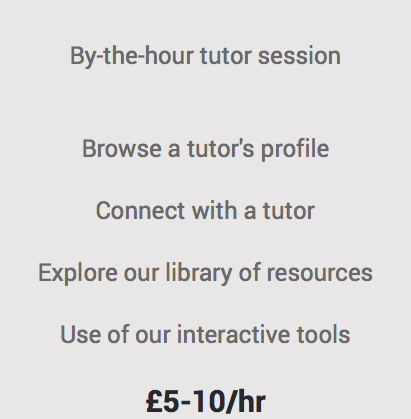 By-the-hour tutor session
Browse a tutor's profile
Connect with a tutor
Explore our library of resources
Use of our interactive tools
£5-10/hr